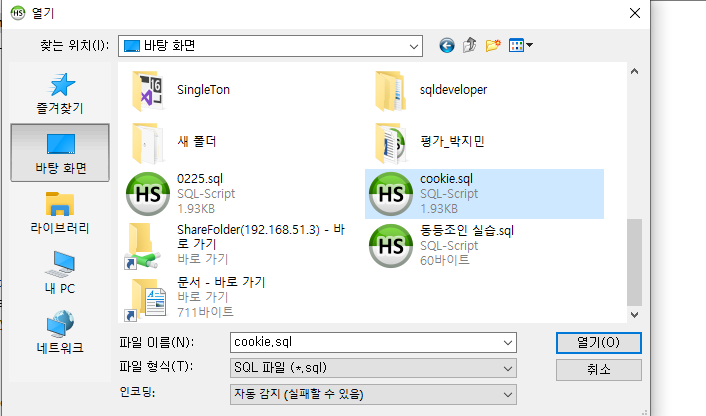 HS 열기
찾는 위치(I): 바탕 화면
즐겨찾기
바탕 화면
라이브러리
내 PC
네트워크
SingleTon
sqldeveloper
새 폴더
평가_박지민
HS
0225.sql
SQL-Script
1.93KB
HS
cookie.sql
SQL-Script
1.93KB
ShareFolder(192.168.51.3) - 바
로 가기
바로 가기
HS
동등조인 실습.sql
SQL-Script
60바이트
문서 - 바로 가기
바로 가기
711바이트
파일 이름(N): cookie,sql 열기(O)
파일 형식(T): SQL 파일 (*,sql) 취소
인코딩: 자동 감지 (실패할 수 있음)